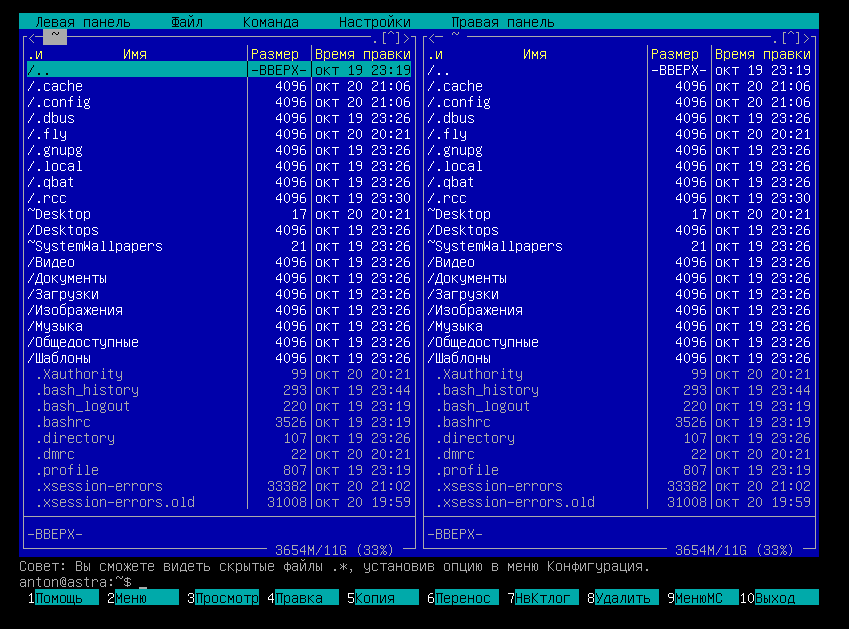 Левая панель Файл Команда Настройки Правая панель
<─ ~ ───.[^]>┐ <─ ~ ───.[^]>┐
.и Имя Размер Время правки .и Имя Размер Время правки
/.. -ВВЕРХ- окт 19 23:19 /.. -ВВЕРХ- окт 19 23:19
/.cache 4096 окт 20 21:06 /.cache 4096 окт 20 21:06
/.config 4096 окт 20 21:06 /.config 4096 окт 20 21:06
/.dbus 4096 окт 19 23:26 /.dbus 4096 окт 19 23:26
/.fly 4096 окт 20 20:21 /.fly 4096 окт 20 20:21
/.gnupg 4096 окт 19 23:26 /.gnupg 4096 окт 19 23:26
/.local 4096 окт 19 23:26 /.local 4096 окт 19 23:26
/.qbat 4096 окт 19 23:26 /.qbat 4096 окт 19 23:26
/.rcc 4096 окт 19 23:30 /.rcc 4096 окт 19 23:30
~Desktop 17 окт 20 20:21 ~Desktop 17 окт 20 20:21
/Desktops 4096 окт 19 23:26 /Desktops 4096 окт 19 23:26
~SystemWallpapers 21 окт 19 23:26 ~SystemWallpapers 21 окт 19 23:26
/Видео 4096 окт 19 23:26 /Видео 4096 окт 19 23:26
/Документы 4096 окт 19 23:26 /Документы 4096 окт 19 23:26
/Загрузки 4096 окт 19 23:26 /Загрузки 4096 окт 19 23:26
/Изображения 4096 окт 19 23:26 /Изображения 4096 окт 19 23:26
/Музыка 4096 окт 19 23:26 /Музыка 4096 окт 19 23:26
/Общедоступные 4096 окт 19 23:26 /Общедоступные 4096 окт 19 23:26
/Шаблоны 4096 окт 19 23:26 /Шаблоны 4096 окт 19 23:26
.Xauthority 99 окт 20 20:21 .Xauthority 99 окт 20 20:21
.bash_history 293 окт 19 23:44 .bash_history 293 окт 19 23:44
.bash_logout 220 окт 19 23:19 .bash_logout 220 окт 19 23:19
.bashrc 3526 окт 19 23:19 .bashrc 3526 окт 19 23:19
.directory 107 окт 19 23:26 .directory 107 окт 19 23:26
.dmrc 22 окт 20 20:21 .dmrc 22 окт 20 20:21
.profile 807 окт 19 23:19 .profile 807 окт 19 23:19
.xsession-errors 33382 окт 20 21:02 .xsession-errors 33382 окт 20 21:02
.xsession-errors.old 31008 окт 20 19:59 .xsession-errors.old 31008 окт 20 19:59
-ВВЕРХ- -ВВЕРХ-
3654M/11G (33%) 3654M/11G (33%)
Совет: Вы сможете видеть скрытые файлы .*, установив опцию в меню Конфигурация.
anton@astra:~$ _
1Помощь 2Меню 3Просмотр 4Правка 5Копия 6Перенос 7НвКтлог 8Удалить 9МенюMC 10Выход